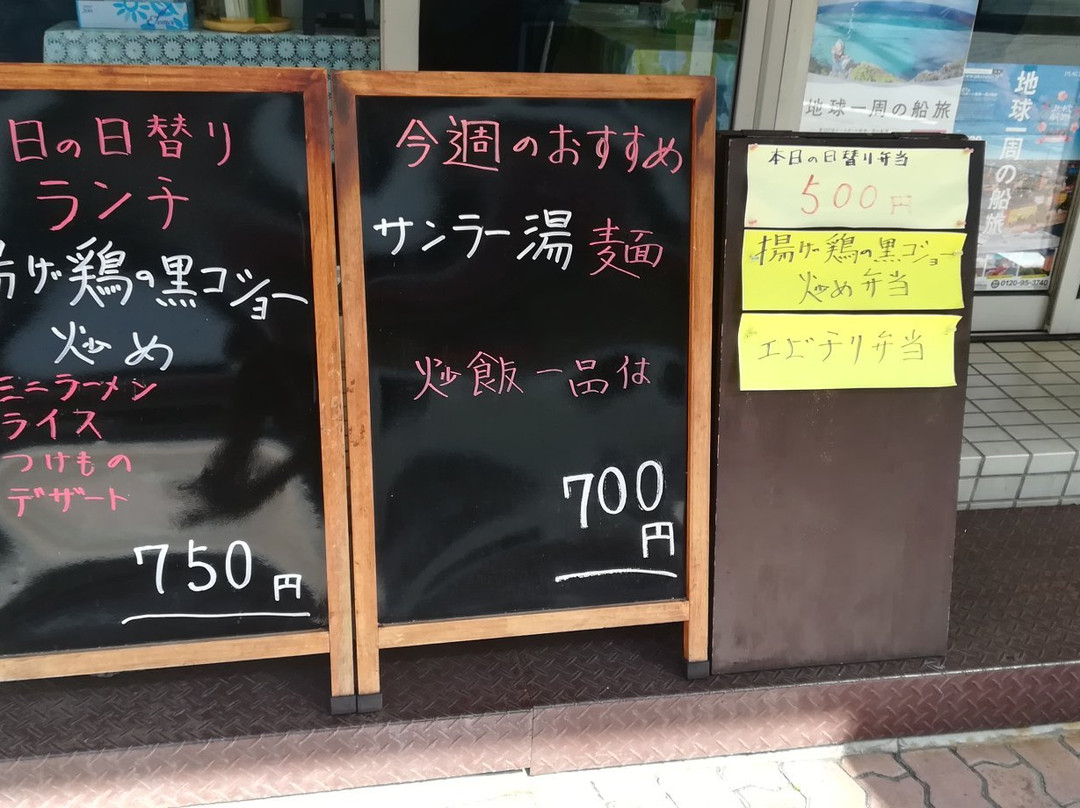 日の日替り
ランチ
揚げ鶏の黒コショー
炒め
ミニラーメン
ライス
つけもの
デザート
750円
今週のおすすめ
サンラー湯麺
炒飯一品は
700
円
本日の日替り弁当
500円
揚げ鶏の黒コショー
炒め弁当
エビチリ弁当
地球一周の船旅
地球一周の船旅
0120-95-3740